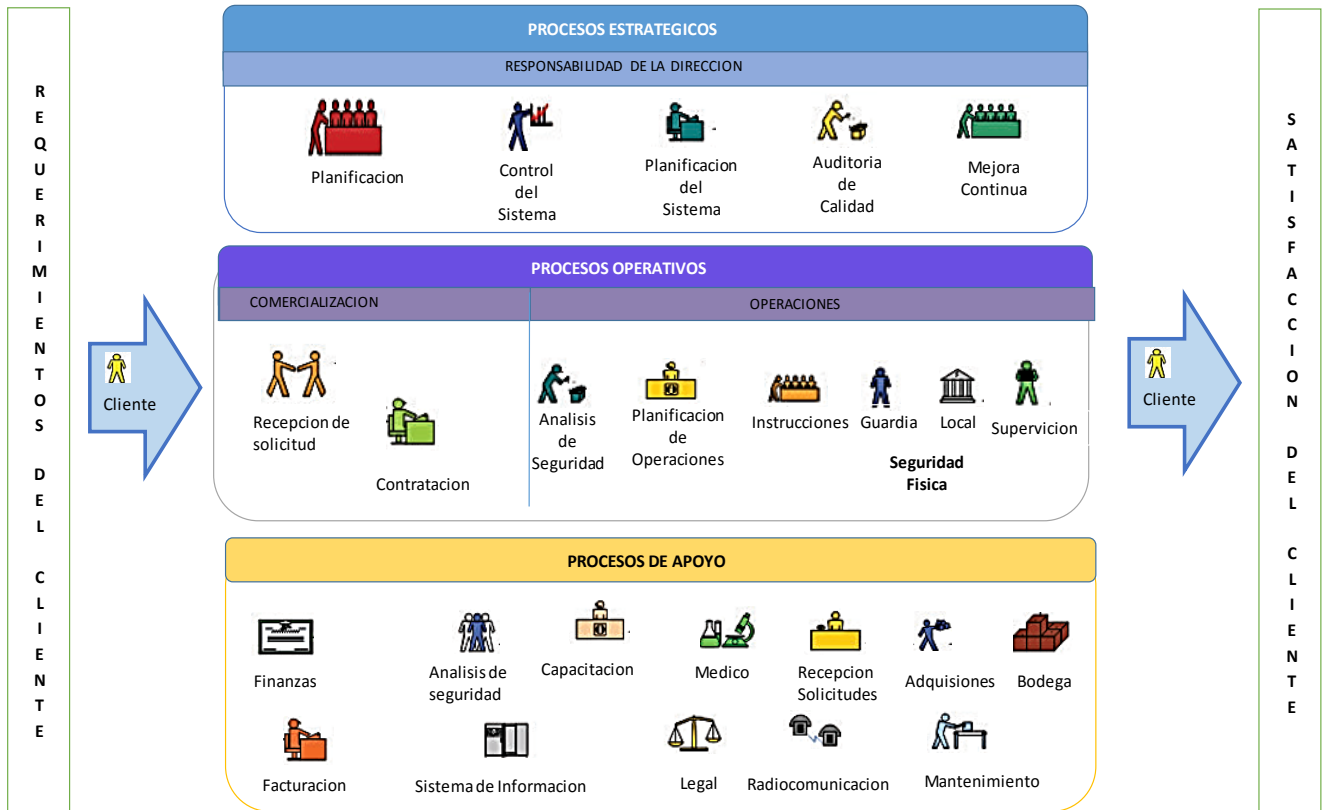 REQUERIMIENTOS DEL CLIENTE
PROCESOS ESTRATEGICOS
RESPONSABILIDAD DE LA DIRECCION
Planificacion
Control
del
Sistema
Planificacion
del
Sistema
Auditoria
de
Calidad
Mejora
Continua
Cliente
PROCESOS OPERATIVOS
COMERCIALIZACION
OPERACIONES
Recepcion de
solicitud
Contratacion
Analisis
de
Seguridad
Planificacion
de
Operaciones
Instrucciones
Guardia
Local
Supervicion
Seguridad
Fisica
PROCESOS DE APOYO
Finanzas
Analisis de
seguridad
Capacitacion
Medico
Recepcion
Solicitudes
Adquisiones
Bodega
Facturacion
Sistema de Informacion
Legal
Radiocomunicacion
Mantenimiento
Cliente
SATISFACCION DEL CLIENTE